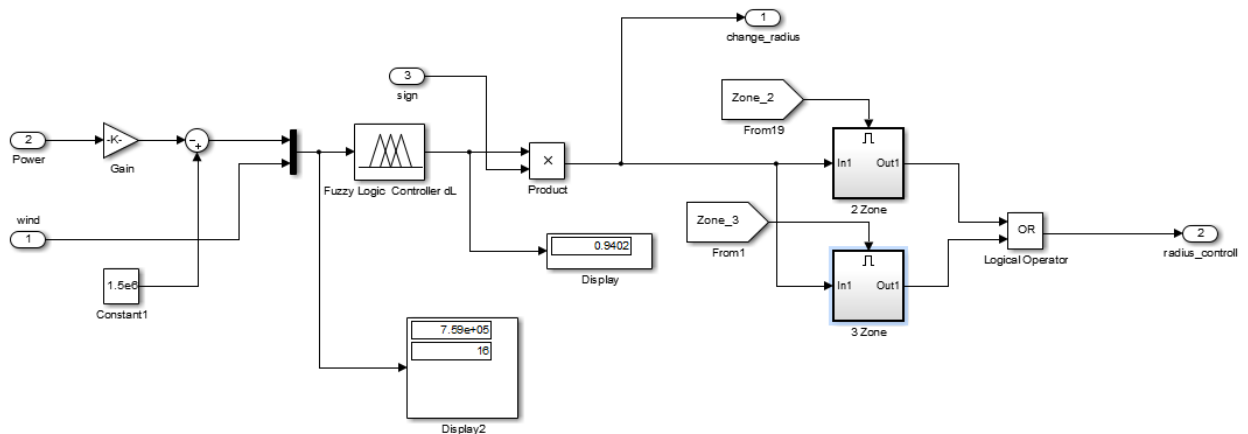 1
change_radius
3
sign
Zone_2
From19
2
Power
-K-
Gain
-
+
Fuzzy Logic Controller dL
×
Product
In1
Out1
2 Zone
wind
1
Zone_3
From1
OR
Logical Operator
2
radius_controll
1.5e6
Constant1
0.9402
Display
In1
Out1
3 Zone
7.59e+05
16
Display2